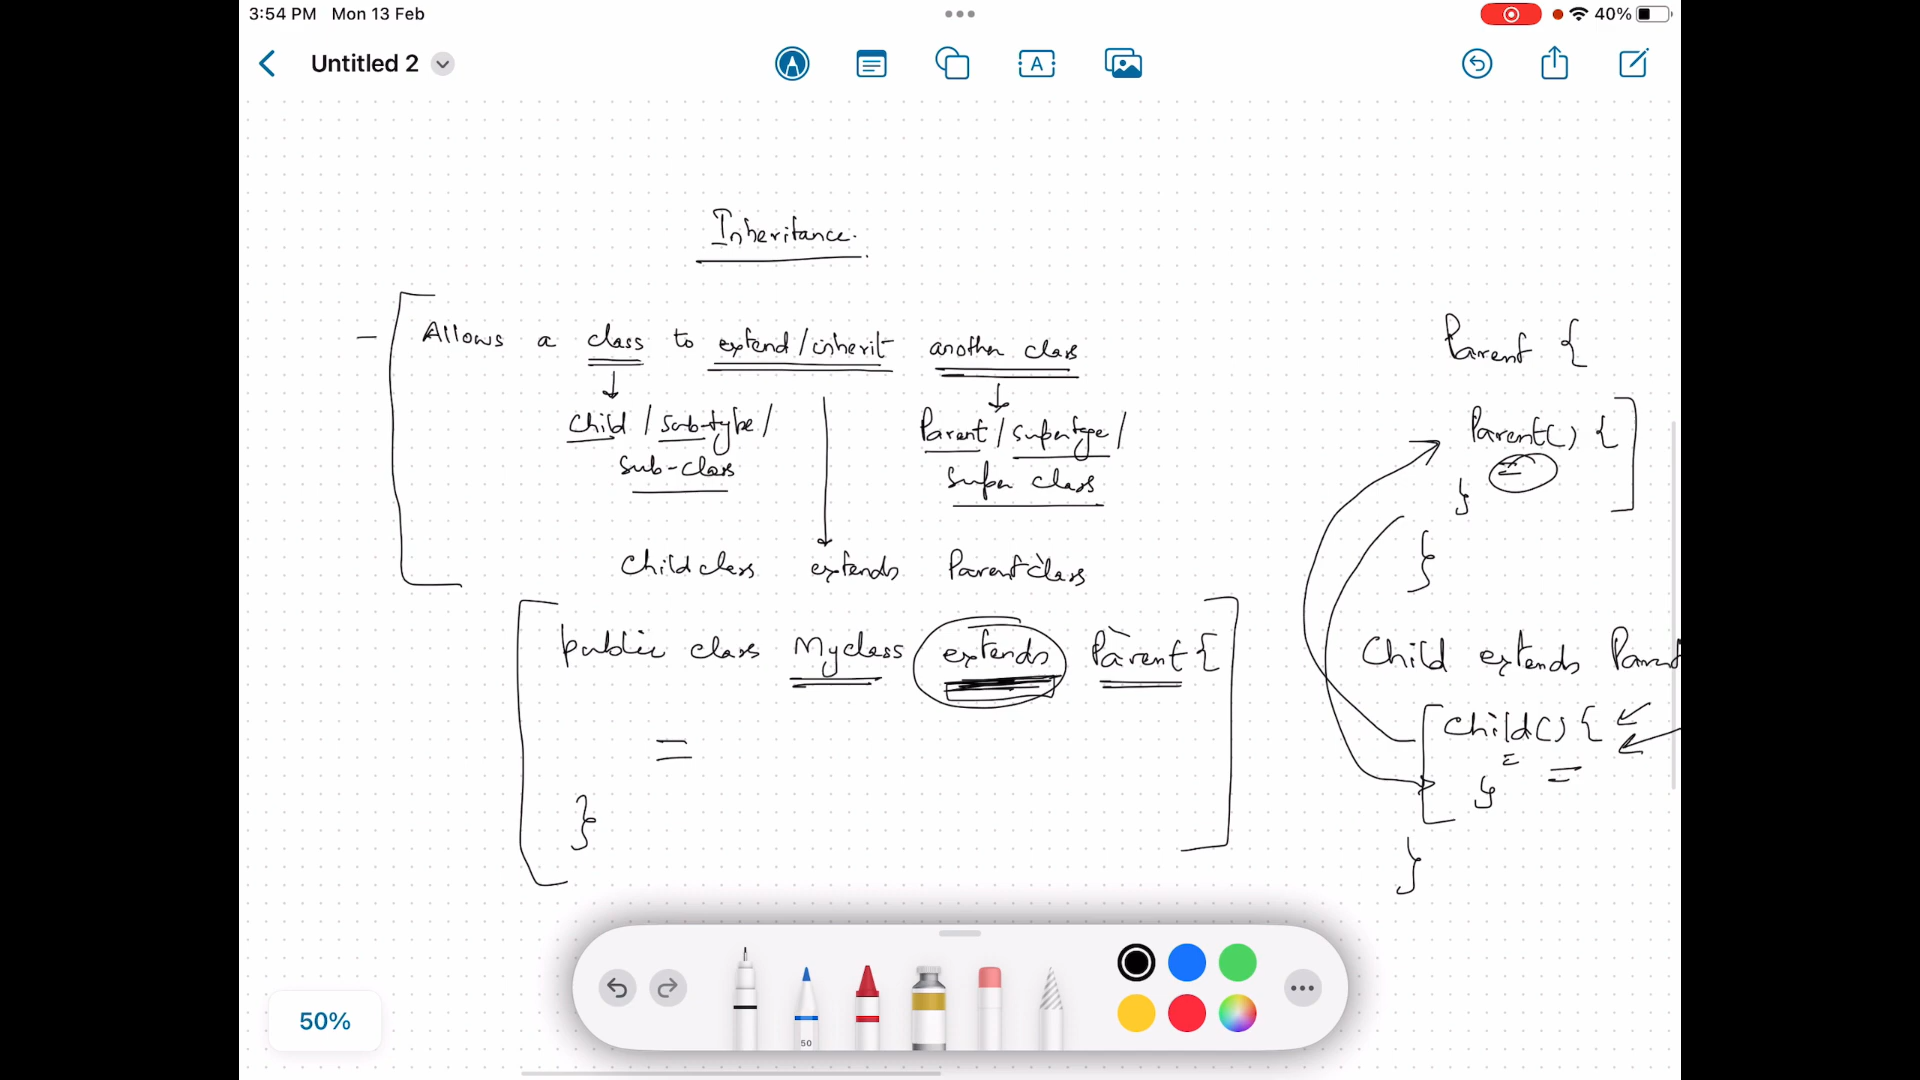 3:54 PM Mon 13 Feb
40%
Untitled 2
A
Inheritance.
- Allows a class to extend/inherit another class
child / sub-type /
sub-class
Parent / supertype /
super class
Child class extends Parent class
public class Myclass extends Parent {
=
}
Parent {
Parent() {
=
}
}
Child extends Parent
Child() {
= =
}
}
50
50%